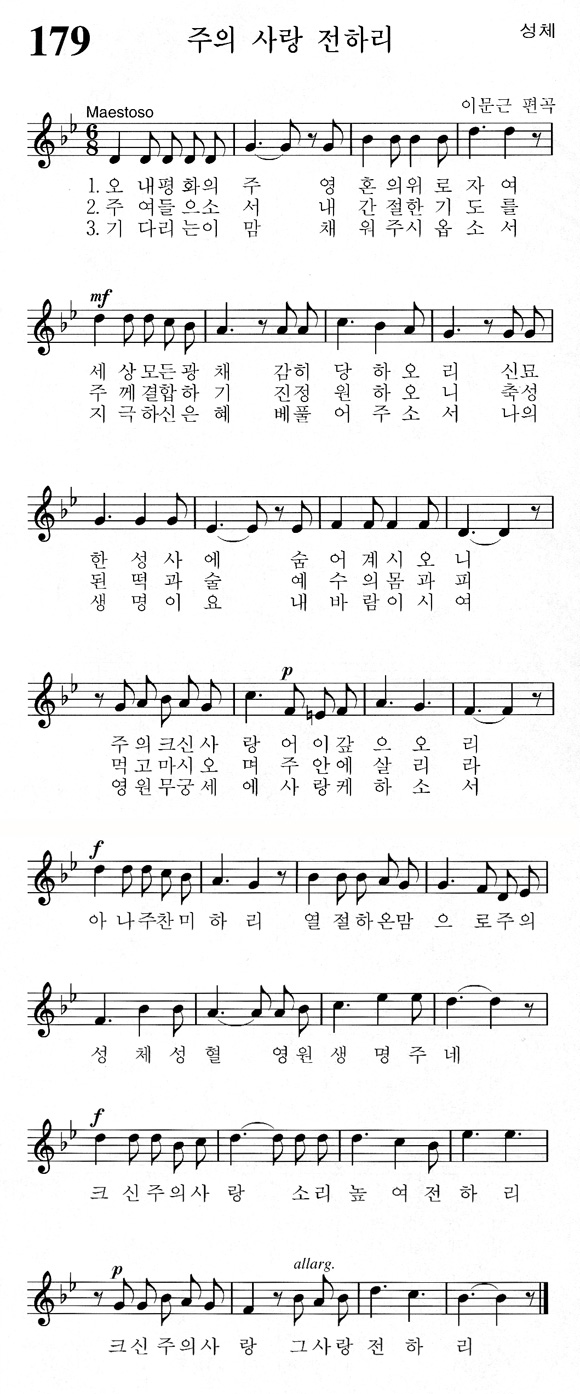 179 주의 사랑 전하리 성체
이문근 편곡
Maestoso
1. 오 내평화의 주 영 혼의위로자여
2. 주 여들으소서 내 간절한기도를
3. 기 다리는이 맘 채 워주시옵소서
mf
세 상모든광 채 감히 당 하오 리 신묘
주 께결합하 기 진정 원 하오 니 축성
지 극하신은 혜 베풀 어 주소 서 나의
한 성사에 숨 어계시오 니
된 떡과술 예 수의몸과 피
생 명이요 내 바람이시 여
p
주의크신사 랑어이갚 으오 리
먹고마시오 며주안에 살 리 라
영원무궁세 에사랑케 하 소 서
f
아 나주찬미 하 리 열 절하온맘 으 로주의
성 체성 혈 영원 생 명 주 네
f
크 신주의사 랑 소리 높 여전 하 리
p allarg.
크신주의사 랑 그사랑 전 하 리